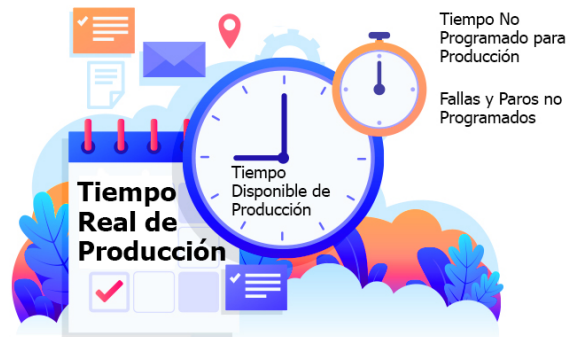 Tiempo No
Programado para
Producción
Fallas y Paros no
Programados
Tiempo
Disponible de
Producción
Tiempo
Real de
Producción